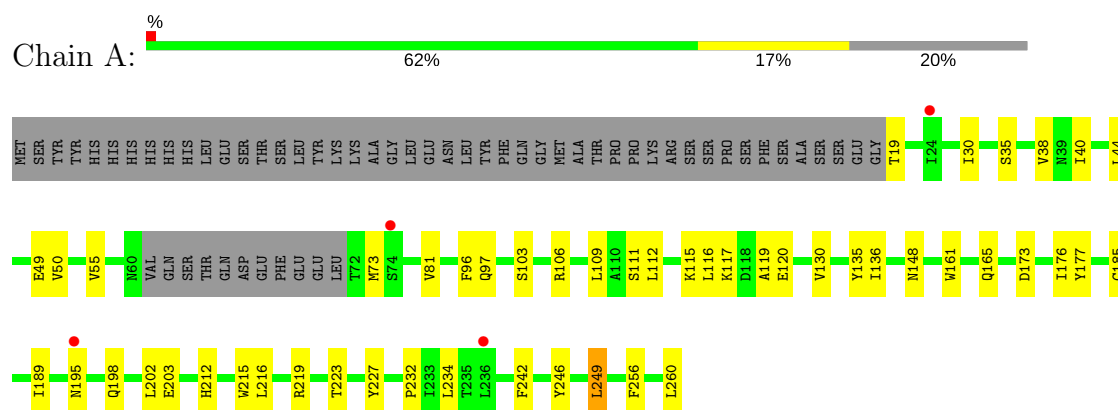 %
Chain A:
62% 17% 20%
MET SER TYR TYR HIS HIS HIS HIS HIS HIS LEU GLU SER THR SER LEU TYR LYS LYS ALA GLY LEU GLU ASN LEU TYR PHE GLN GLY MET ALA THR PRO PRO LYS ARG SER SER PRO SER PHE SER ALA SER SER GLU GLY T19 I24 I30 S35 V38 N39 I40
E49 V50 V55 N60 VAL GLN SER THR GLN ASP GLU PHE GLU GLU LEU T72 M73 S74 V81 F96 Q97 S103 R106 L109 A110 S111 L112 K115 L116 K117 D118 A119 E120 V130 Y135 I136 N148 W161 Q165 D173 I176 Y177
I189 N195 Q198 L202 E203 H212 W215 L216 R219 T223 Y227 P232 I233 L234 T235 L236 F242 Y246 L249 F256 L260